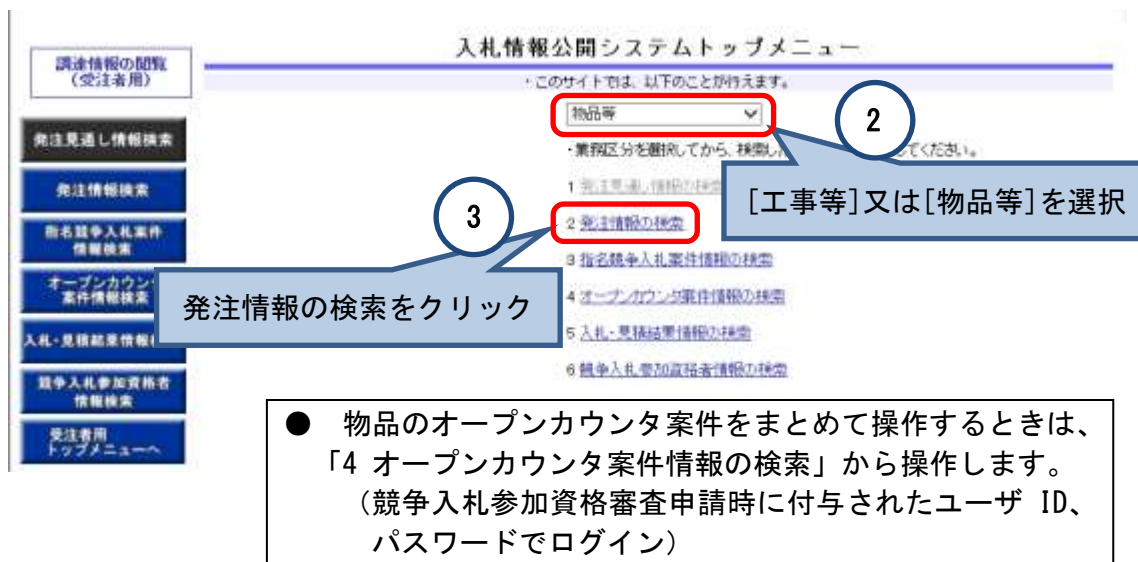 入札情報公開システムトップメニュー
調達情報の閲覧
(受注者用)
・このサイトでは、以下のことが行えます。
物品等
2
・業務区分を選択してから、検索し
てください。
発注見通し情報検索
発注情報検索
指名競争入札案件
情報検索
オープンカウン
案件情報検索
入札・見積結果情報
競争入札参加資格者
情報検索
受注者用
トップメニューへ
1 発注見通し情報の検索
[工事等]又は[物品等]を選択
3
2 発注情報の検索
3 指名競争入札案件情報の検索
発注情報の検索をクリック
4 オープンカウンタ案件情報の検索
5 入札・見積結果情報の検索
6 競争入札参加資格者情報の検索
● 物品のオープンカウンタ案件をまとめて操作するときは、
「4 オープンカウンタ案件情報の検索」から操作します。
(競争入札参加資格審査申請時に付与されたユーザ ID、
パスワードでログイン)